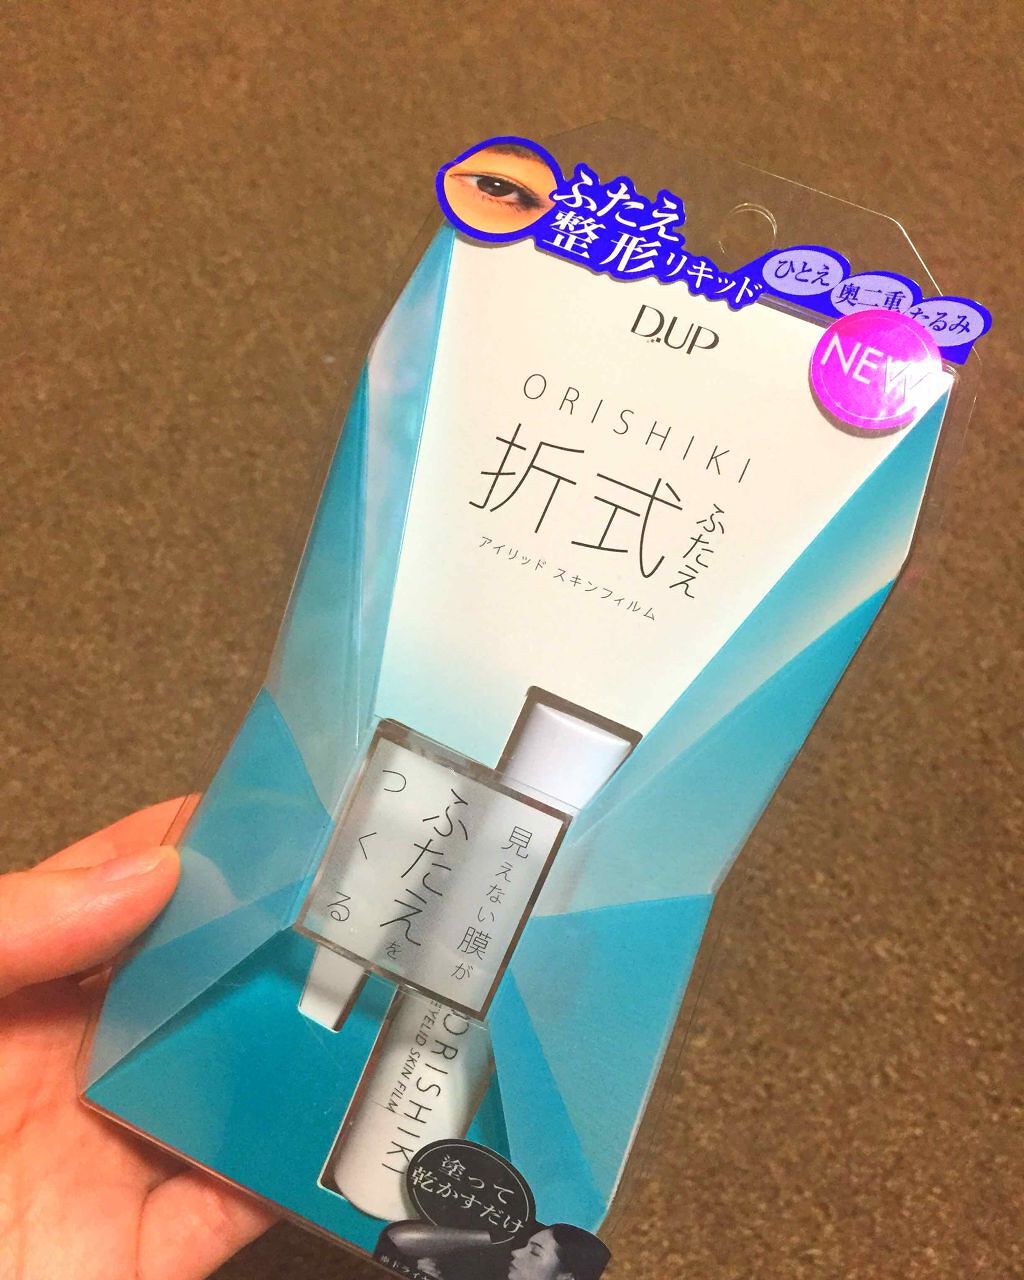 ふたえ
整形リキッド
ひとえ
奥二重
たるみ
NEW
D.UP
ORISHIKI
折式
ふたえ
アイリッド スキンフィルム
見えない膜が
ふたえを
つくる
ORISHIKI
EYELID SKIN FILM
塗って
乾かすだけ